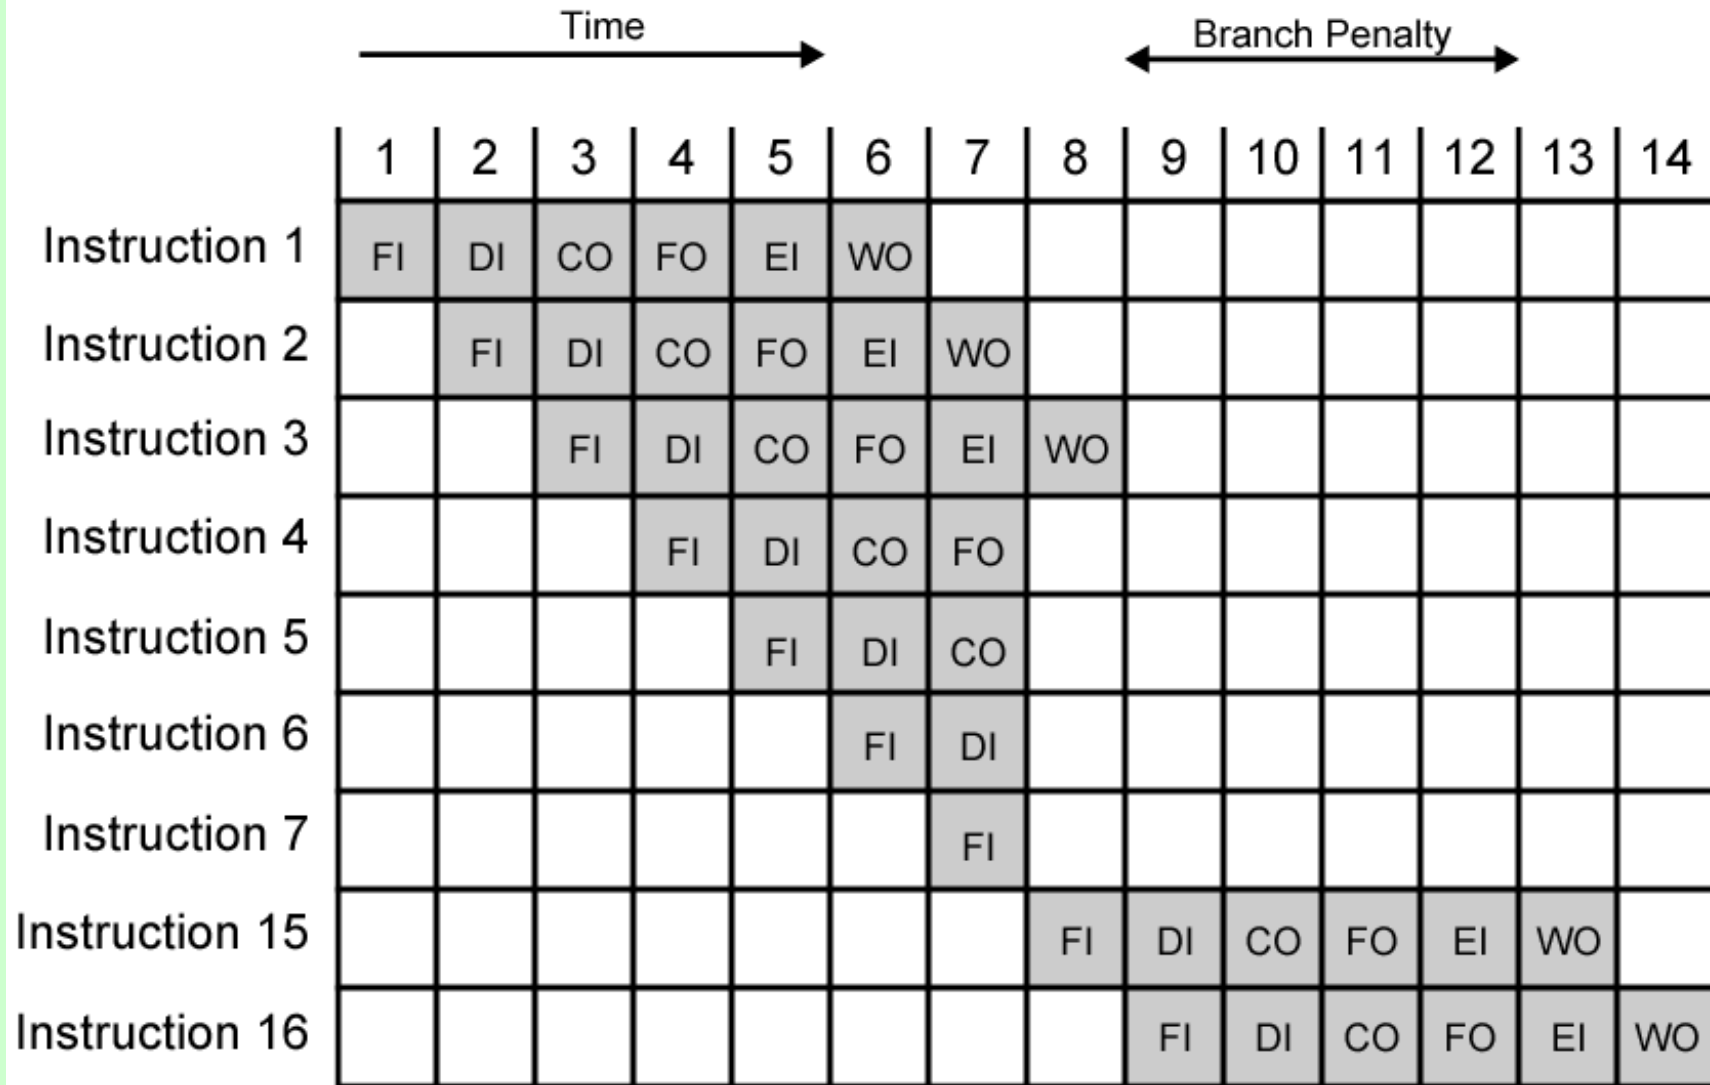 Time
Branch Penalty
1 2 3 4 5 6 7 8 9 10 11 12 13 14
Instruction 1 FI DI CO FO EI WO
Instruction 2 FI DI CO FO EI WO
Instruction 3 FI DI CO FO EI WO
Instruction 4 FI DI CO FO
Instruction 5 FI DI CO
Instruction 6 FI DI
Instruction 7 FI
Instruction 15 FI DI CO FO EI WO
Instruction 16 FI DI CO FO EI WO